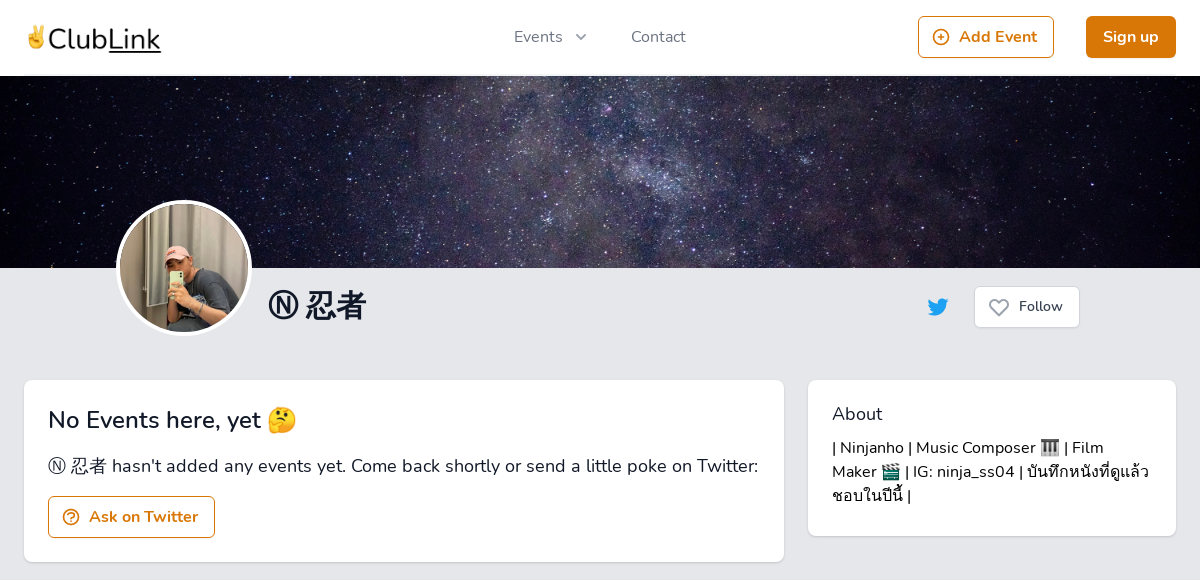 ✌️ClubLink
Events
Contact
Add Event
Sign up
Ⓝ 忍者
Follow
No Events here, yet 🤔
Ⓝ 忍者 hasn't added any events yet. Come back shortly or send a little poke on Twitter:
Ask on Twitter
About
| Ninjanho | Music Composer 🎹 | Film
Maker 🎬 | IG: ninja_ss04 | บันทึกหนังที่ดูแล้ว
ชอบในปีนี้ |